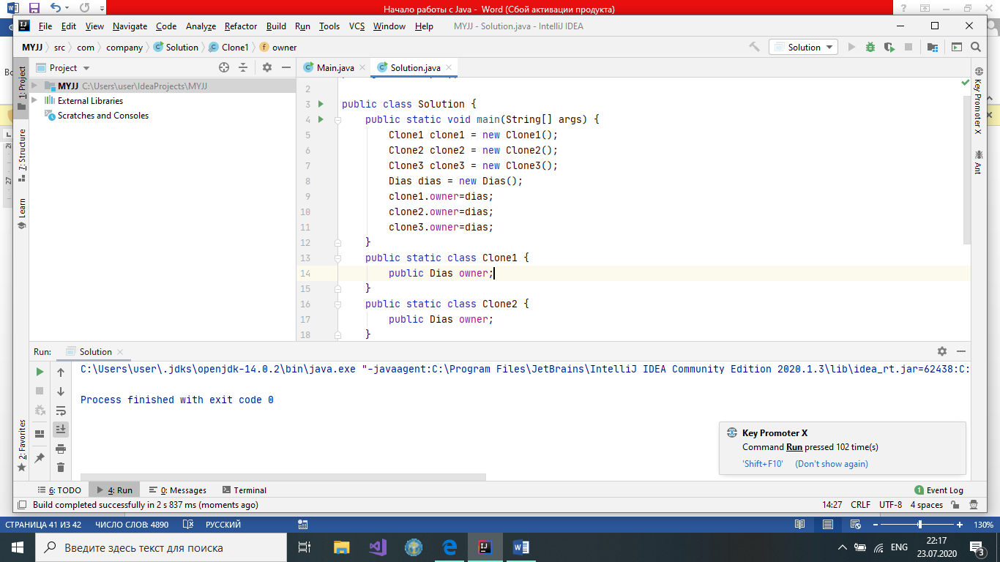 Начало работы с Java - Word (Сбой активации продукта)
File Edit View Navigate Code Analyze Refactor Build Run Tools VCS Window Help MYJJ - Solution.java - IntelliJ IDEA
MYJJ src com company Solution Clone1 owner Solution
Project Main.java Solution.java
1: Project
MYJJ C:\Users\user\IdeaProjects\MYJJ
External Libraries
Scratches and Consoles
7: Structure
Learn
2: Favorites
Key Promoter X
Ant
2
3 public class Solution {
4 public static void main(String[] args) {
5 Clone1 clone1 = new Clone1();
6 Clone2 clone2 = new Clone2();
7 Clone3 clone3 = new Clone3();
8 Dias dias = new Dias();
9 clone1.owner=dias;
10 clone2.owner=dias;
11 clone3.owner=dias;
12 }
13 public static class Clone1 {
14 public Dias owner;
15 }
16 public static class Clone2 {
17 public Dias owner;
18 }
Run: Solution
C:\Users\user\.jdks\openjdk-14.0.2\bin\java.exe "-javaagent:C:\Program Files\JetBrains\IntelliJ IDEA Community Edition 2020.1.3\lib\idea_rt.jar=62438:C:
Process finished with exit code 0
Key Promoter X
Command Run pressed 102 time(s)
'Shift+F10' (Don't show again)
6: TODO 4: Run 0: Messages Terminal 1 Event Log
Build completed successfully in 2 s 837 ms (moments ago) 14:27 CRLF UTF-8 4 spaces
СТРАНИЦА 41 ИЗ 42 ЧИСЛО СЛОВ: 4890 РУССКИЙ 130%
Введите здесь текст для поиска ENG 22:17
23.07.2020 3